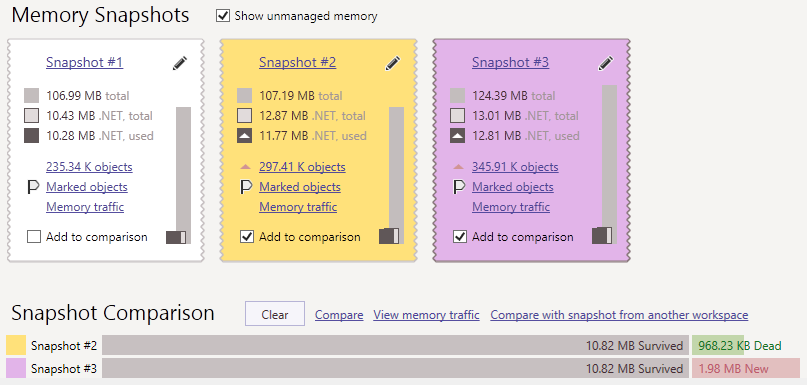 Memory Snapshots
Show unmanaged memory
Snapshot #1
106.99 MB total
10.43 MB .NET, total
10.28 MB .NET, used
235.34 K objects
Marked objects
Memory traffic
Add to comparison
Snapshot #2
107.19 MB total
12.87 MB .NET, total
11.77 MB .NET, used
297.41 K objects
Marked objects
Memory traffic
Add to comparison
Snapshot #3
124.39 MB total
13.01 MB .NET, total
12.81 MB .NET, used
345.91 K objects
Marked objects
Memory traffic
Add to comparison
Snapshot Comparison
Clear
Compare
View memory traffic
Compare with snapshot from another workspace
Snapshot #2
10.82 MB Survived
968.23 KB Dead
Snapshot #3
10.82 MB Survived
1.98 MB New